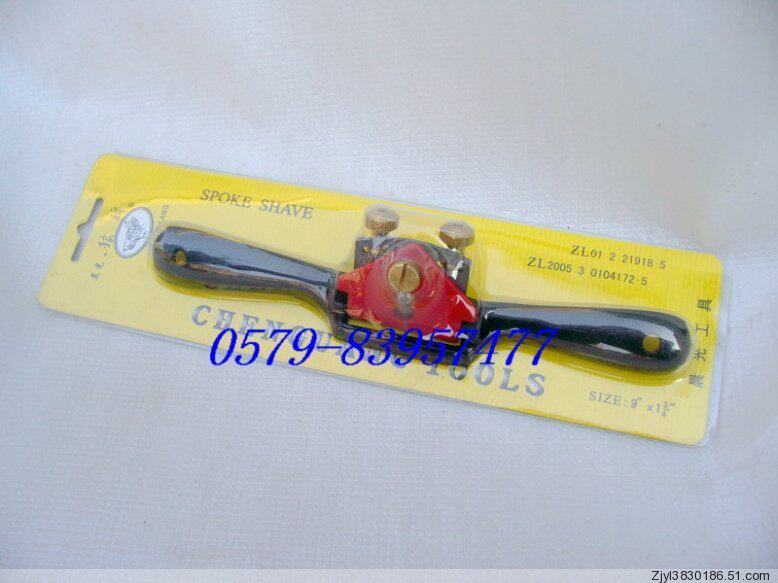 SPOKE SHAVE
ZL01 2 21918·5
ZL2005 3 0104172·5
0579-83957477
TOOLS
SIZE: 9" x1¾"
晨光工具
Zjyl3830186.51.com